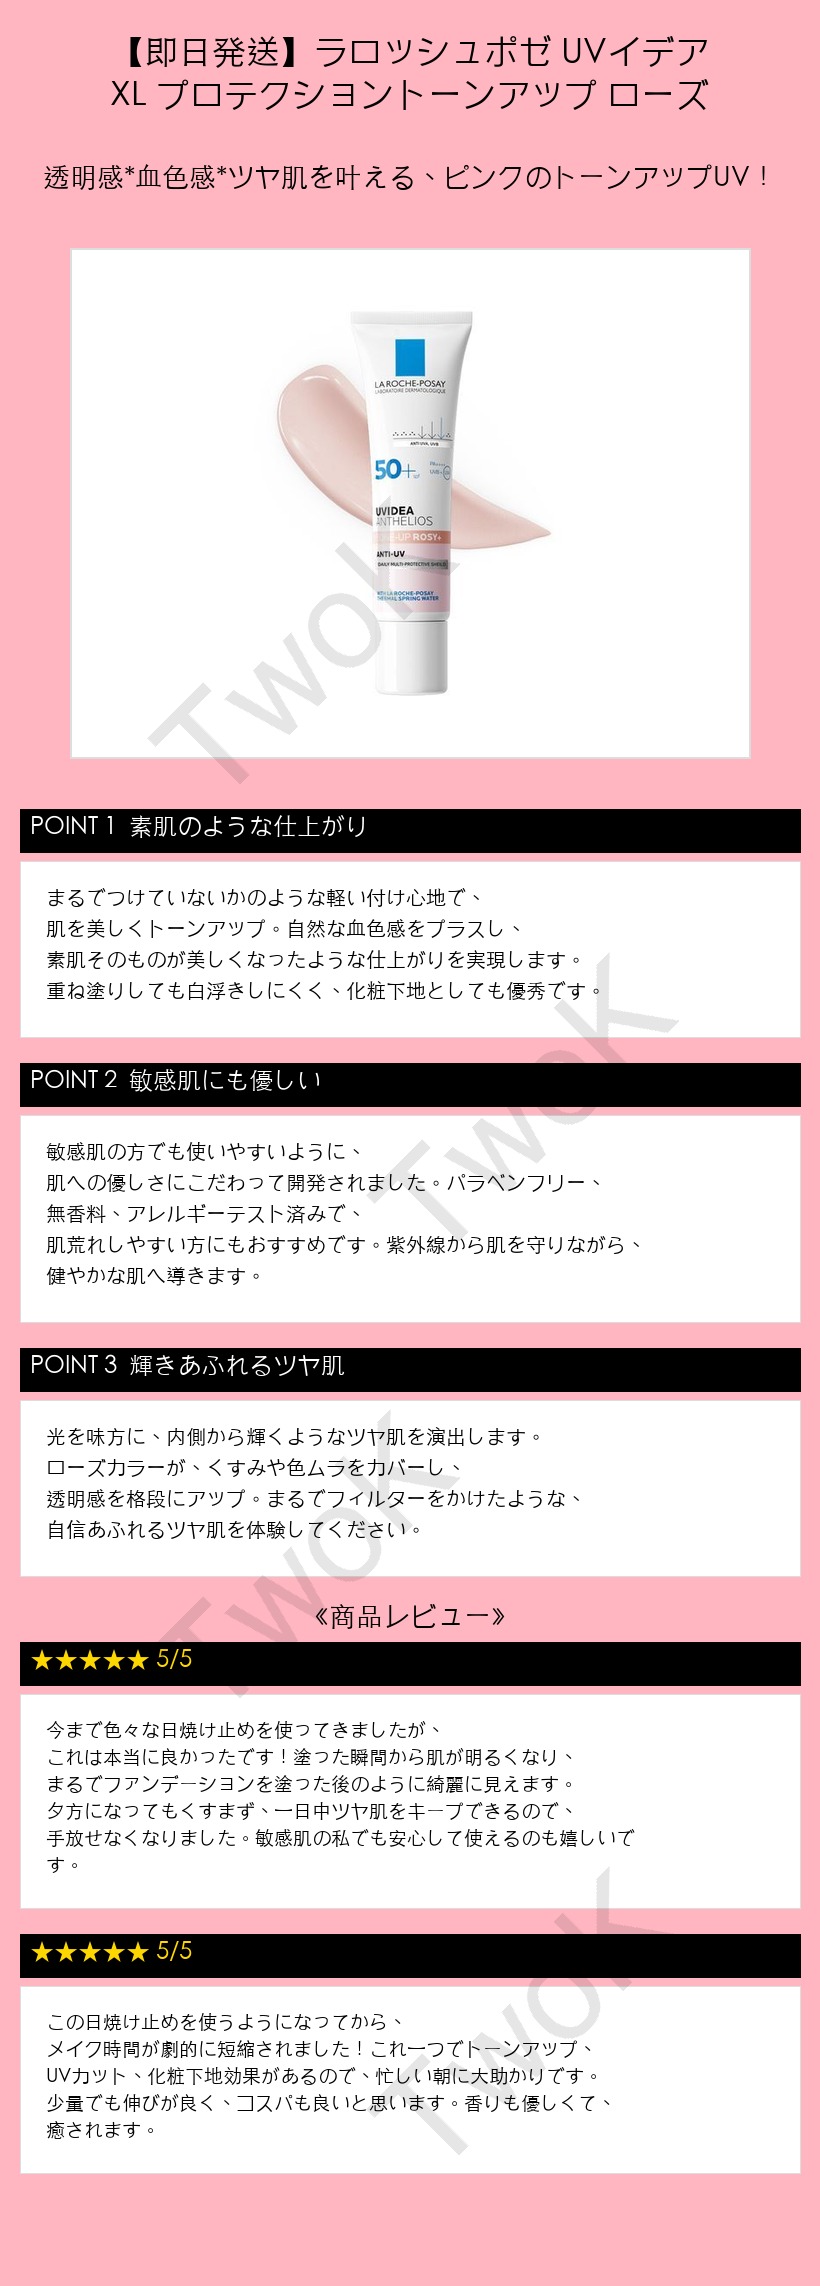 【即日発送】ラロッシュポゼ UVイデア
XL プロテクショントーンアップ ローズ
透明感*血色感*ツヤ肌を叶える、ピンクのトーンアップUV！
LA ROCHE-POSAY
LABORATOIRE DERMATOLOGIQUE
ANTI UVA, UVB
50+
PA++++
UVIDEA
ANTHELIOS
TONE-UP ROSY+
ANTI-UV
DAILY MULTI-PROTECTIVE SHIELD
WITH LA ROCHE-POSAY
THERMAL SPRING WATER
TwoK
POINT 1 素肌のような仕上がり
まるでつけていないかのような軽い付け心地で、
肌を美しくトーンアップ。自然な血色感をプラスし、
素肌そのものが美しくなったような仕上がりを実現します。
重ね塗りしても白浮きしにくく、化粧下地としても優秀です。
TwoK
POINT 2 敏感肌にも優しい
敏感肌の方でも使いやすいように、
肌への優しさにこだわって開発されました。パラベンフリー、
無香料、アレルギーテスト済みで、
肌荒れしやすい方にもおすすめです。紫外線から肌を守りながら、
健やかな肌へ導きます。
POINT 3 輝きあふれるツヤ肌
光を味方に、内側から輝くようなツヤ肌を演出します。
ローズカラーが、くすみや色ムラをカバーし、
透明感を格段にアップ。まるでフィルターをかけたような、
自信あふれるツヤ肌を体験してください。
TwoK
《商品レビュー》
★★★★★ 5/5
今まで色々な日焼け止めを使ってきましたが、
これは本当に良かったです！塗った瞬間から肌が明るくなり、
まるでファンデーションを塗った後のように綺麗に見えます。
夕方になってもくすまず、一日中ツヤ肌をキープできるので、
手放せなくなりました。敏感肌の私でも安心して使えるのも嬉しいで
す。
TwoK
★★★★★ 5/5
この日焼け止めを使うようになってから、
メイク時間が劇的に短縮されました！これ一つでトーンアップ、
UVカット、化粧下地効果があるので、忙しい朝に大助かりです。
少量でも伸びが良く、コスパも良いと思います。香りも優しくて、
癒されます。